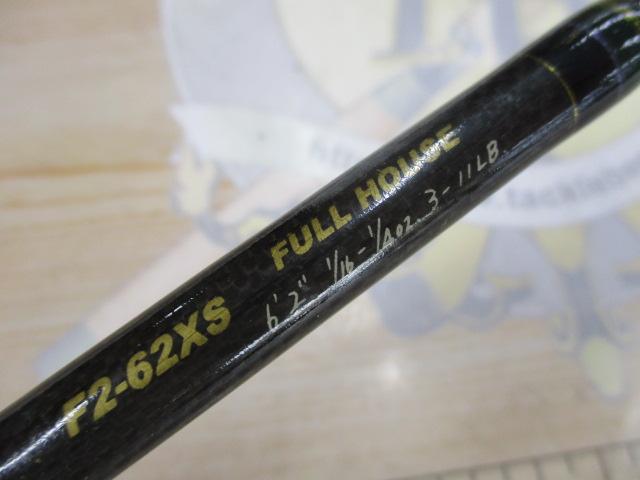 F2-62XS FULL HOUSE
6'2" 1/16-1/4oz 3-11LB